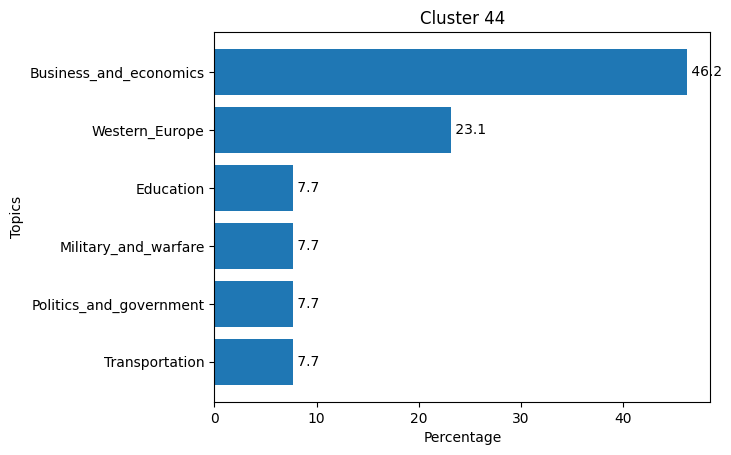 Cluster 44
Topics
Business_and_economics 46.2
Western_Europe 23.1
Education 7.7
Military_and_warfare 7.7
Politics_and_government 7.7
Transportation 7.7
0 10 20 30 40
Percentage